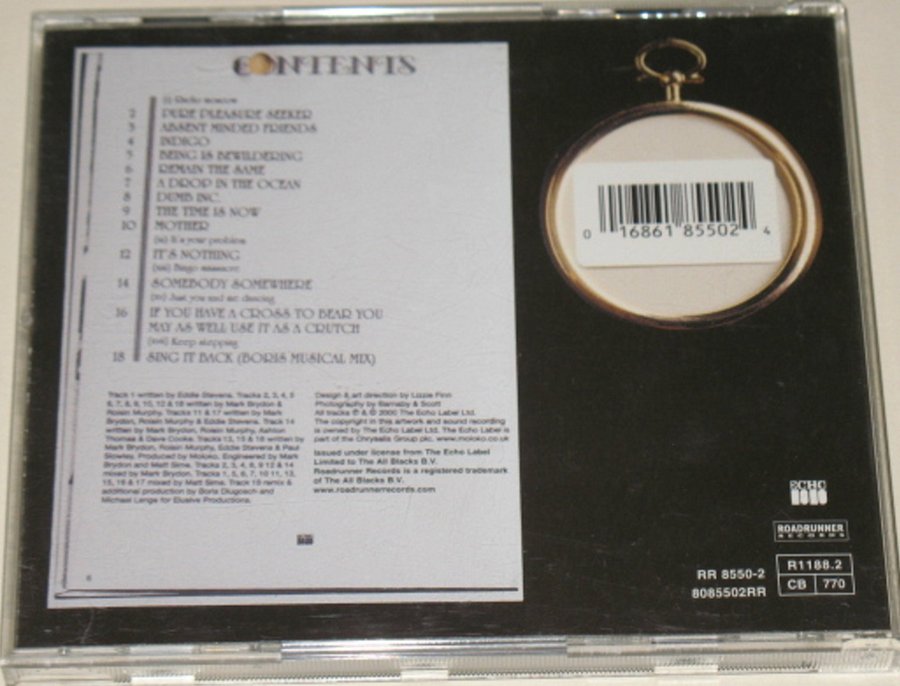 CONTENTS
(i) Radio moscow
2 PURE PLEASURE SEEKER
3 ABSENT MINDED FRIENDS
4 INDIGO
5 BEING IS BEWILDERING
6 REMAIN THE SAME
7 A DROP IN THE OCEAN
8 DUMB INC.
9 THE TIME IS NOW
10 MOTHER
(xi) It's your problem
12 IT'S NOTHING
(xiii) Bingo massacre
14 SOMEBODY SOMEWHERE
(xv) Just you and me dancing
16 IF YOU HAVE A CROSS TO BEAR YOU
MAY AS WELL USE IT AS A CRUTCH
(xvii) Keep stepping
18 SING IT BACK (BORIS MUSICAL MIX)
Track 1 written by Eddie Stevens. Tracks 2, 3, 4, 5
6, 7, 8, 9, 10, 12 & 16 written by Mark Brydon &
Roisin Murphy. Tracks 11 & 17 written by Mark
Brydon, Roisin Murphy & Eddie Stevens. Track 14
written by Mark Brydon, Roisin Murphy, Ashton
Thomas & Dave Cooke. Tracks 13, 15 & 18 written by
Mark Brydon, Roisin Murphy, Eddie Stevens & Paul
Slowley. Produced by Moloko. Engineered by Mark
Brydon and Matt Sime. Tracks 2, 3, 4, 8, 9 12 & 14
mixed by Mark Brydon. Tracks 1, 5, 6, 7, 10 11, 13,
15, 16 & 17 mixed by Matt Sime. Track 18 remix &
additional production by Boris Dlugosch and
Michael Lange for Elusive Productions.
Design & art direction by Lizzie Finn
Photography by Barnaby & Scott
All tracks ℗ & © 2000 The Echo Label Ltd.
The copyright in this artwork and sound recording
is owned by The Echo Label Ltd. The Echo Label is
part of the Chrysalis Group plc. www.moloko.co.uk
Issued under license from The Echo Label
Limited to The All Blacks B.V.
Roadrunner Records is a registered trademark
of The All Blacks B.V.
www.roadrunnerrecords.com
0 16861 85502 4
ECHO
ROADRUNNER
RECORDS
RR 8550-2
8085502RR
R1188.2
CB 770